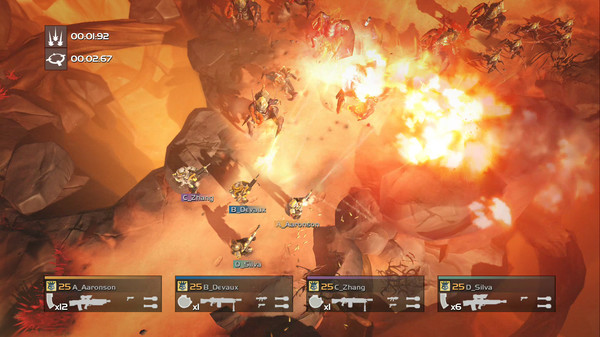 00:01:92
00:02:67
C_Zhang
B_Devaux
A_Aaronson
D_Silva
25 A_Aaronson
x12
25 B_Devaux
x1
25 C_Zhang
x1
25 D_Silva
x6